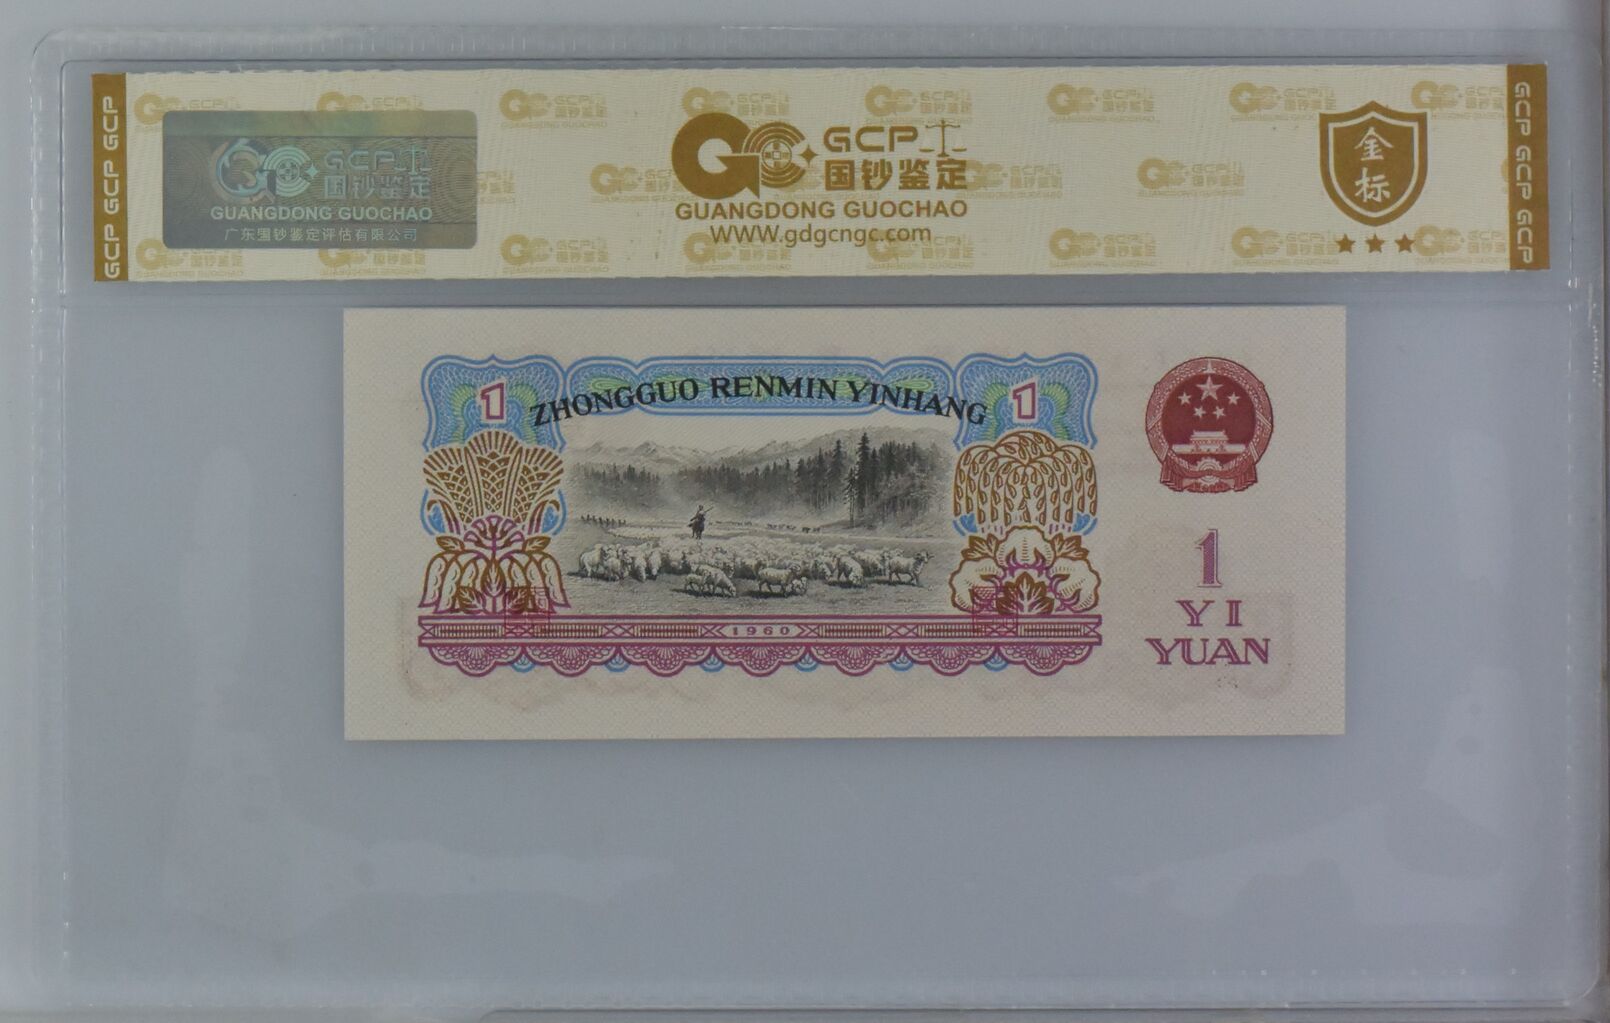 GCP GCP GCP
GCP
国钞鉴定
GUANGDONG GUOCHAO
广东国钞鉴定评估有限公司
GCP
国钞鉴定
GUANGDONG GUOCHAO
WWW.gdgcngc.com
金标
GCP GCP GCP
1
ZHONGGUO RENMIN YINHANG
1
1960
1
YI
YUAN